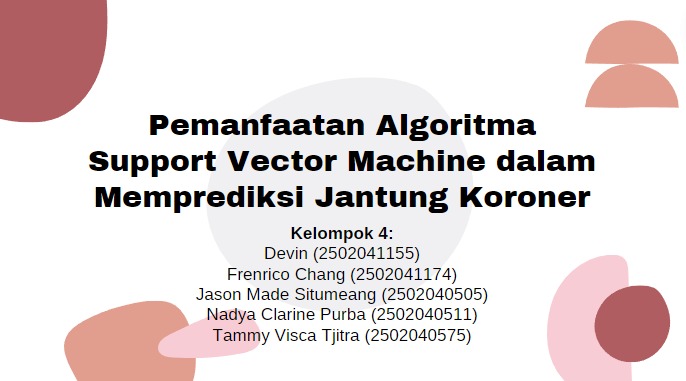 Pemanfaatan Algoritma
Support Vector Machine dalam
Memprediksi Jantung Koroner
Kelompok 4:
Devin (2502041155)
Frenrico Chang (2502041174)
Jason Made Situmeang (2502040505)
Nadya Clarine Purba (2502040511)
Tammy Visca Tjitra (2502040575)